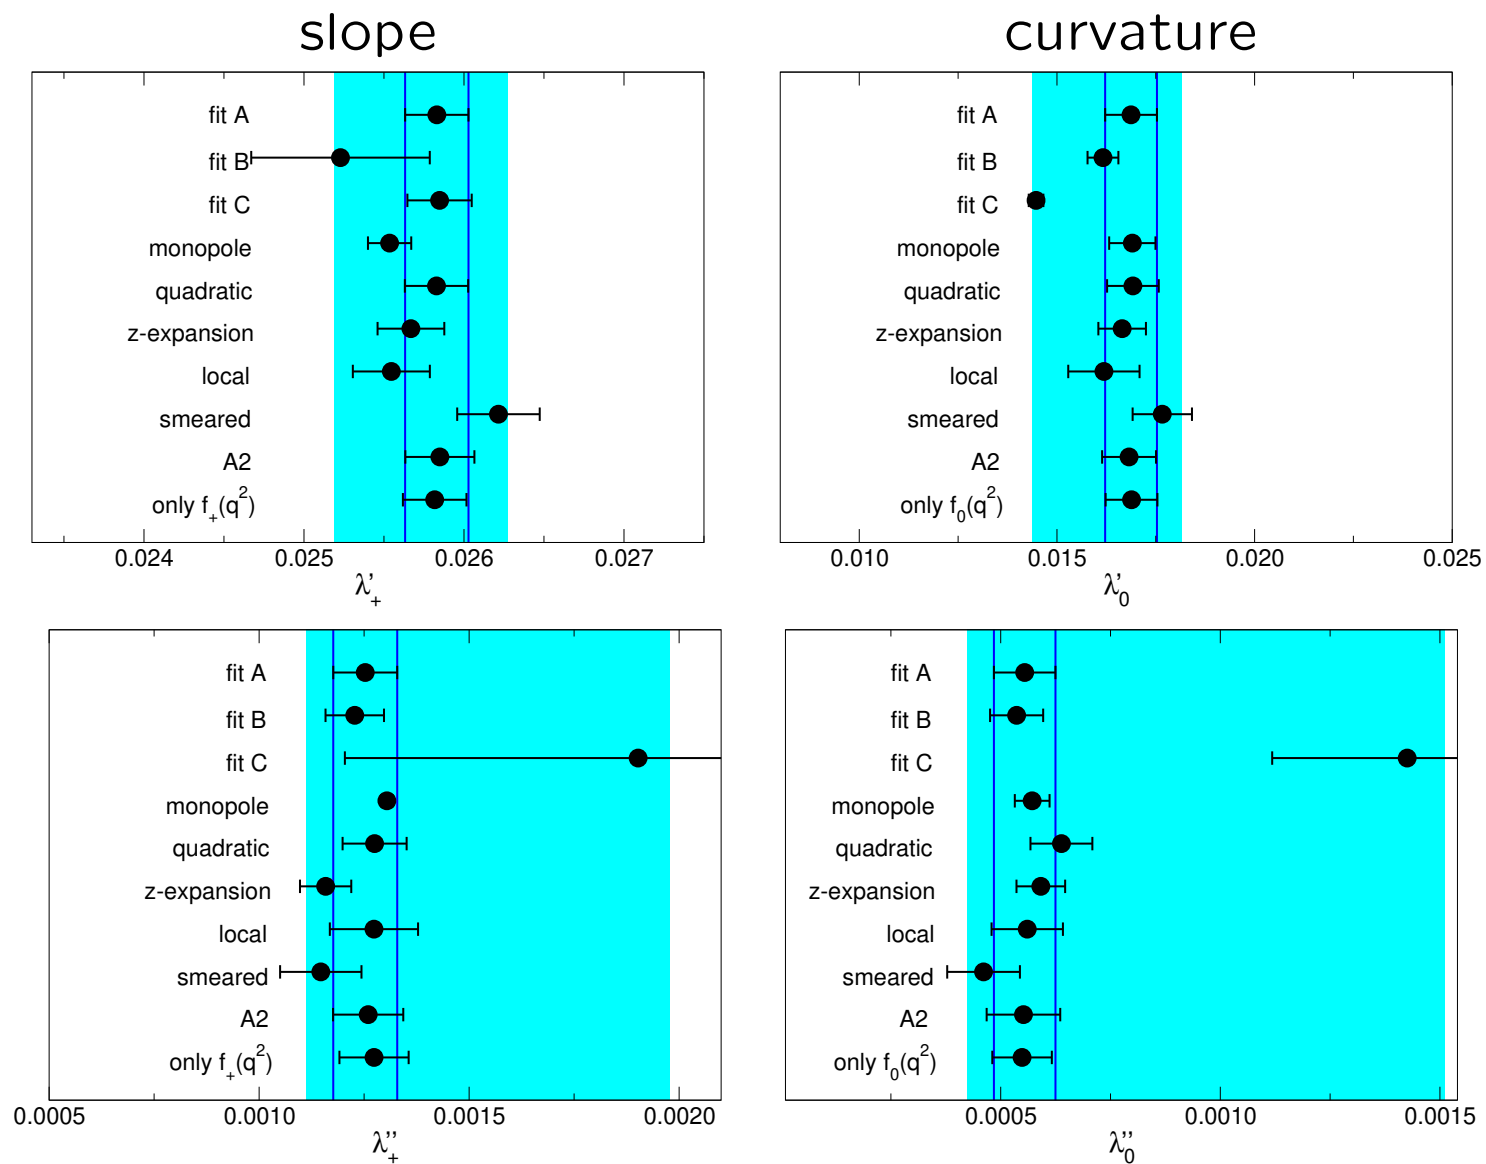 slope
fit A
fit B
fit C
monopole
quadratic
z-expansion
local
smeared
A2
only f₊(q²)
0.024 0.025 0.026 0.027
λ'₊
curvature
fit A
fit B
fit C
monopole
quadratic
z-expansion
local
smeared
A2
only f₀(q²)
0.010 0.015 0.020 0.025
λ'₀
fit A
fit B
fit C
monopole
quadratic
z-expansion
local
smeared
A2
only f₊(q²)
0.0005 0.0010 0.0015 0.0020
λ''₊
fit A
fit B
fit C
monopole
quadratic
z-expansion
local
smeared
A2
only f₀(q²)
0.0005 0.0010 0.0015
λ''₀